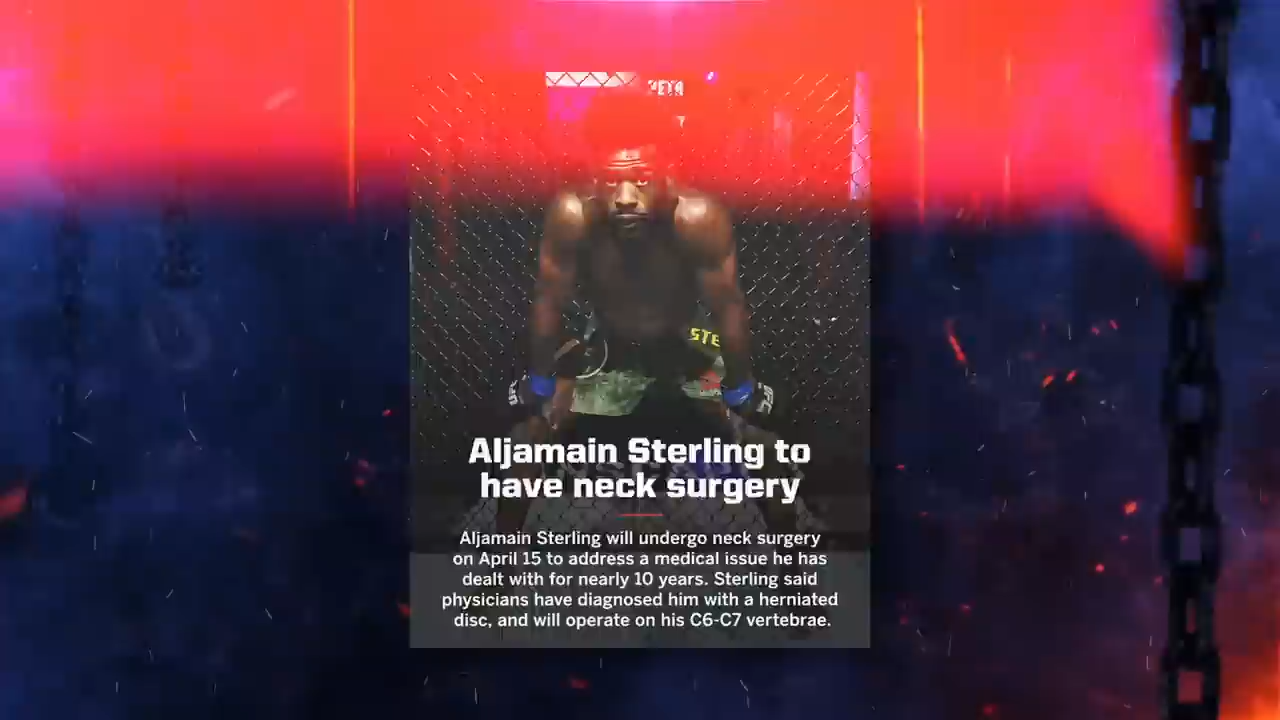 STE
UFC
Aljamain Sterling to
have neck surgery
Aljamain Sterling will undergo neck surgery
on April 15 to address a medical issue he has
dealt with for nearly 10 years. Sterling said
physicians have diagnosed him with a herniated
disc, and will operate on his C6-C7 vertebrae.